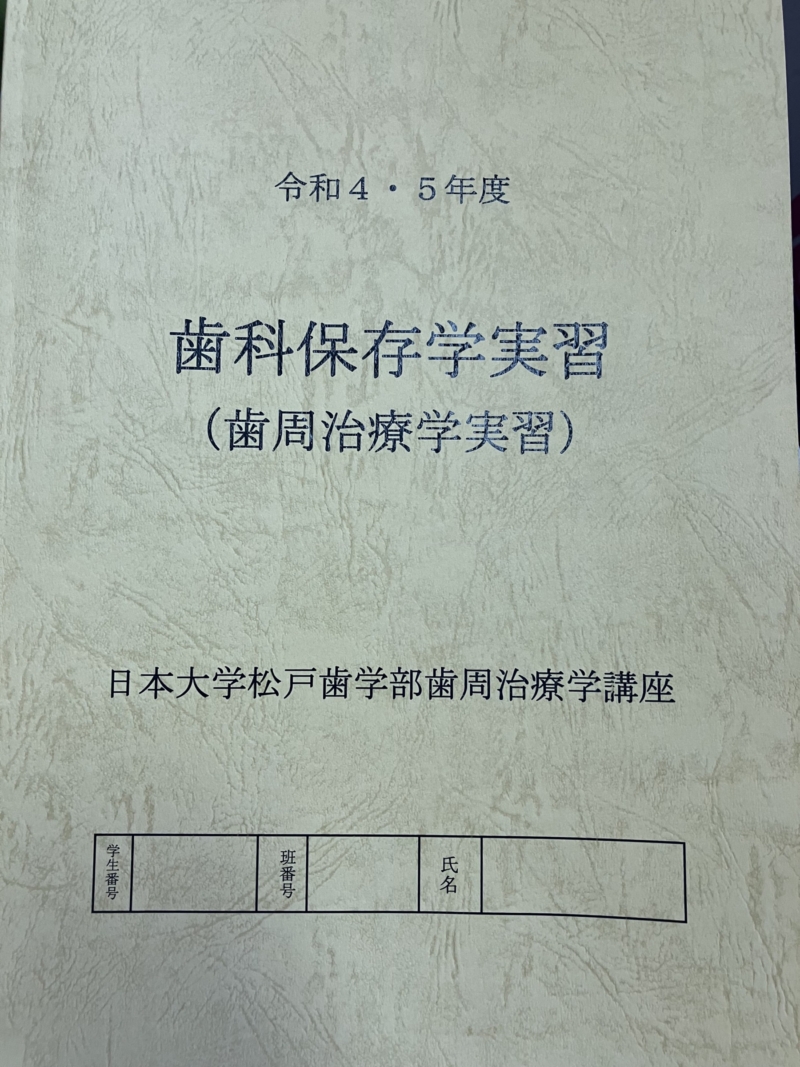 令和４・５年度
歯科保存学実習
（歯周治療学実習）
日本大学松戸歯学部歯周治療学講座
学生番号
班番号
氏名